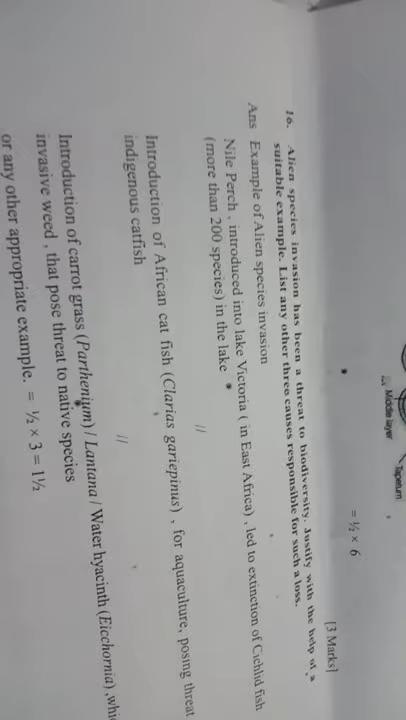 Tapetum
Middle layer
= ½ × 6
[3 Marks]
16. Alien species invasion has been a threat to biodiversity. Justify with the help of a
suitable example. List any other three causes responsible for such a loss.
Ans Example of Alien species invasion
Nile Perch , introduced into lake Victoria ( in East Africa) , led to extinction of Cichlid fish
(more than 200 species) in the lake
//
Introduction of African cat fish (Clarias gariepinus) , for aquaculture, posing threat
indigenous catfish
//
Introduction of carrot grass (Parthenium) / Lantana / Water hyacinth (Eicchornia) ,whi
invasive weed , that pose threat to native species
or any other appropriate example. = ½ × 3 = 1½